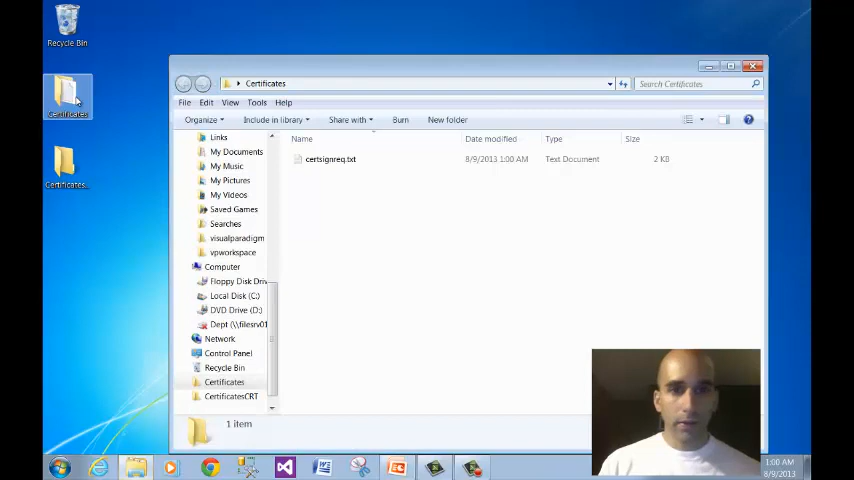 Recycle Bin
Certificates
Certificates...
Certificates
Search Certificates
File Edit View Tools Help
Organize Include in library Share with Burn New folder
Name Date modified Type Size
certsignreq.txt 8/9/2013 1:00 AM Text Document 2 KB
Links
My Documents
My Music
My Pictures
My Videos
Saved Games
Searches
visualparadigm
vpworkspace
Computer
Floppy Disk Driv
Local Disk (C:)
DVD Drive (D:)
Dept (\\filesrv01
Network
Control Panel
Recycle Bin
Certificates
CertificatesCRT
1 item
1:00 AM
8/9/2013